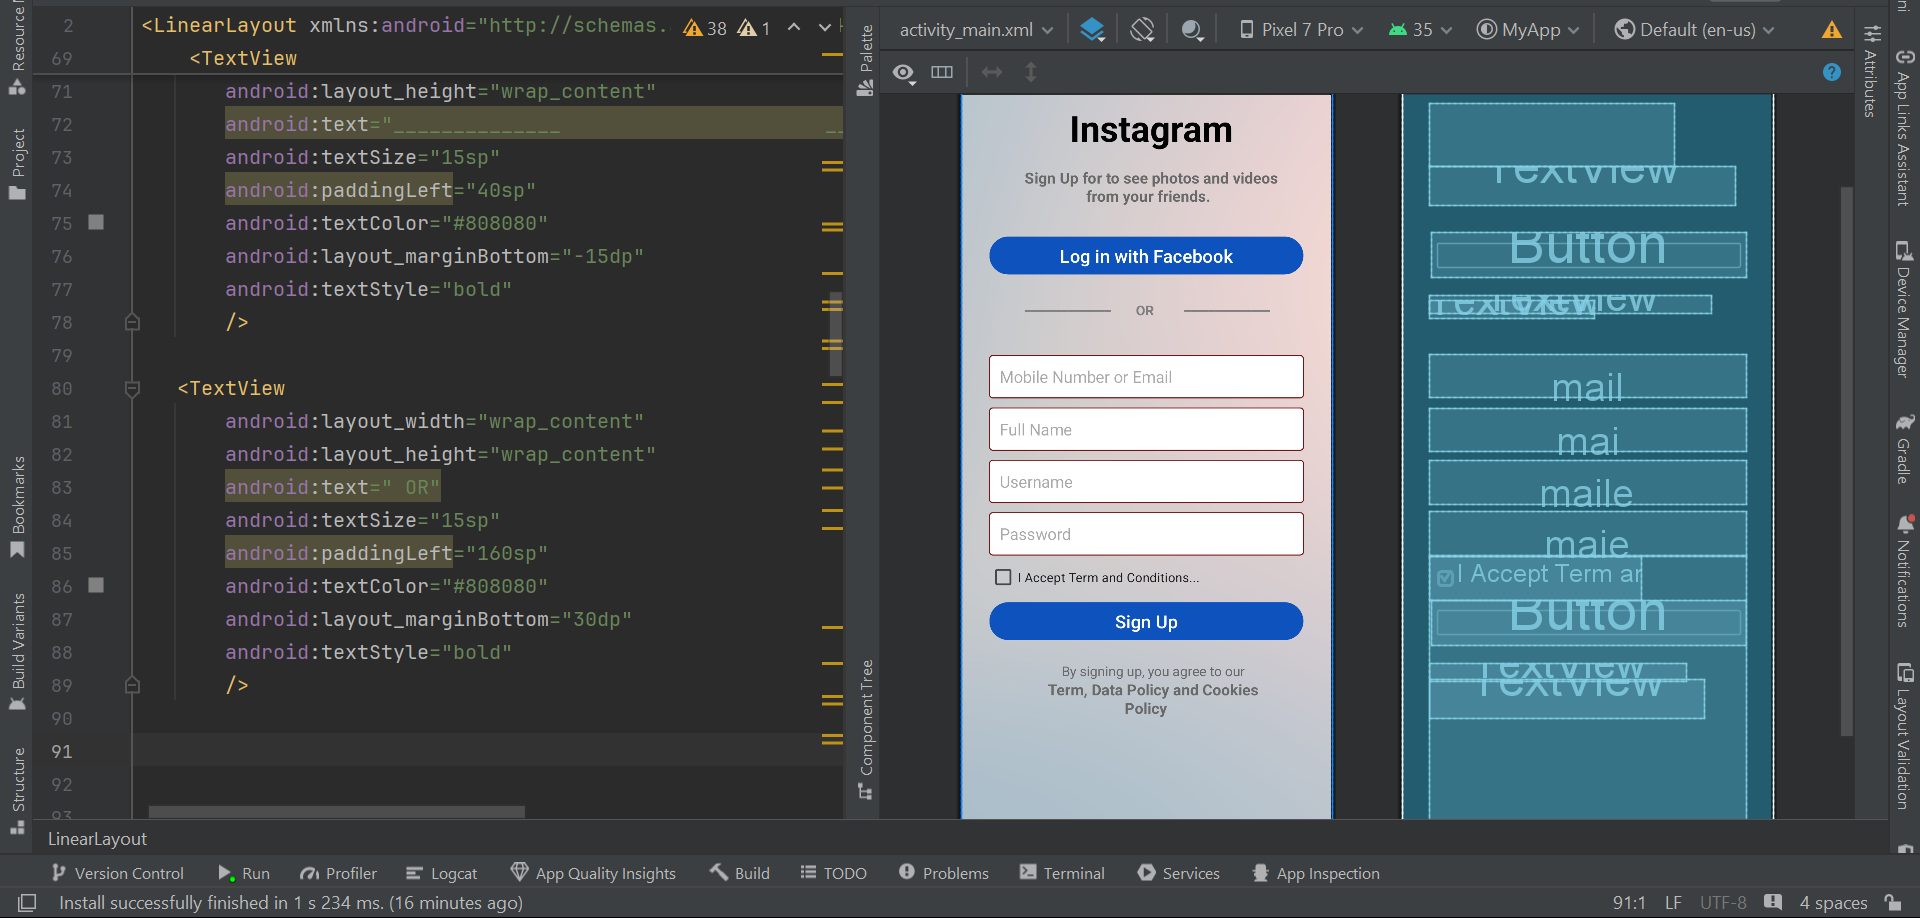 2 <LinearLayout xmlns:android="http://schemas. 38 1
69 <TextView
71 android:layout_height="wrap_content"
72 android:text="______________ __
73 android:textSize="15sp"
74 android:paddingLeft="40sp"
75 android:textColor="#808080"
76 android:layout_marginBottom="-15dp"
77 android:textStyle="bold"
78 />
79
80 <TextView
81 android:layout_width="wrap_content"
82 android:layout_height="wrap_content"
83 android:text=" OR"
84 android:textSize="15sp"
85 android:paddingLeft="160sp"
86 android:textColor="#808080"
87 android:layout_marginBottom="30dp"
88 android:textStyle="bold"
89 />
90
91
92
93
Resource
Project
Bookmarks
Build Variants
Structure
Palette
Component Tree
activity_main.xml Pixel 7 Pro 35 MyApp Default (en-us)
Instagram
Sign Up for to see photos and videos
from your friends.
Log in with Facebook
OR
Mobile Number or Email
Full Name
Username
Password
I Accept Term and Conditions...
Sign Up
By signing up, you agree to our
Term, Data Policy and Cookies
Policy
TextView
Button
TextView
TextView
mail
mai
maile
maie
I Accept Term ar
Button
TextView
TextView
Attributes
App Links Assistant
Device Manager
Gradle
Notifications
Layout Validation
LinearLayout
Version Control Run Profiler Logcat App Quality Insights Build TODO Problems Terminal Services App Inspection
Install successfully finished in 1 s 234 ms. (16 minutes ago) 91:1 LF UTF-8 4 spaces